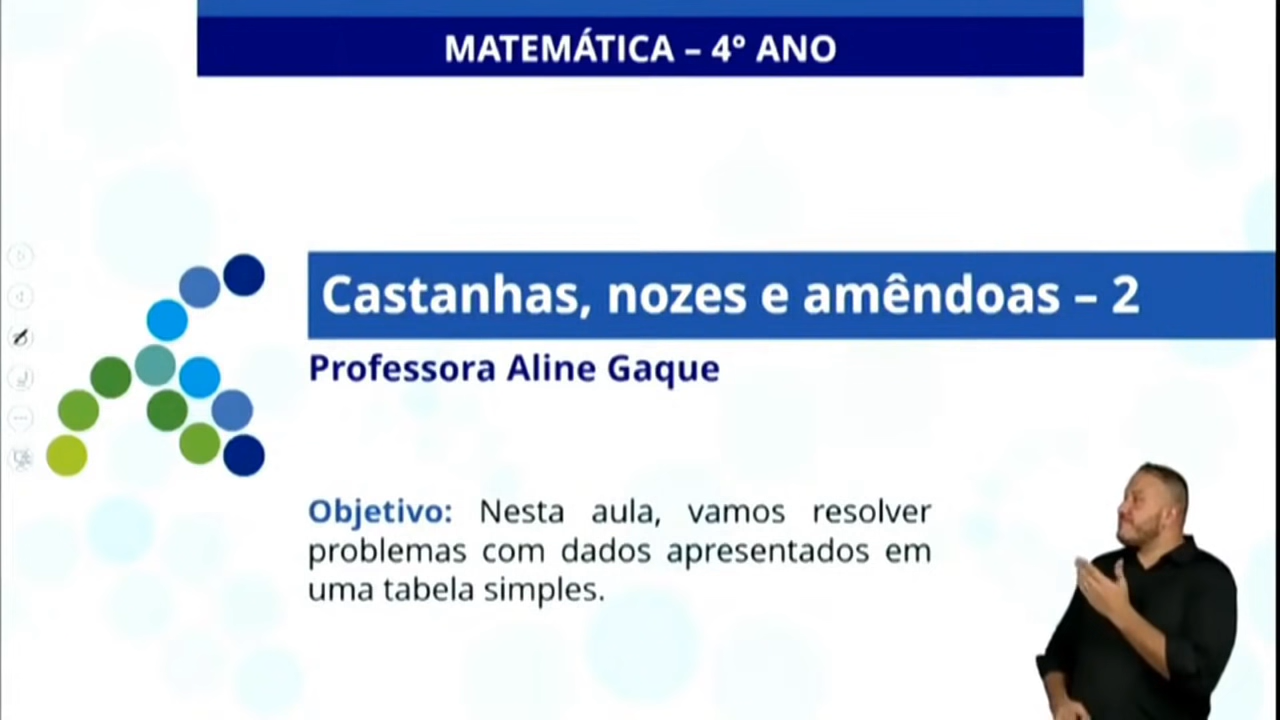 MATEMÁTICA – 4º ANO
Castanhas, nozes e amêndoas – 2
Professora Aline Gaque
Objetivo: Nesta aula, vamos resolver
problemas com dados apresentados em
uma tabela simples.